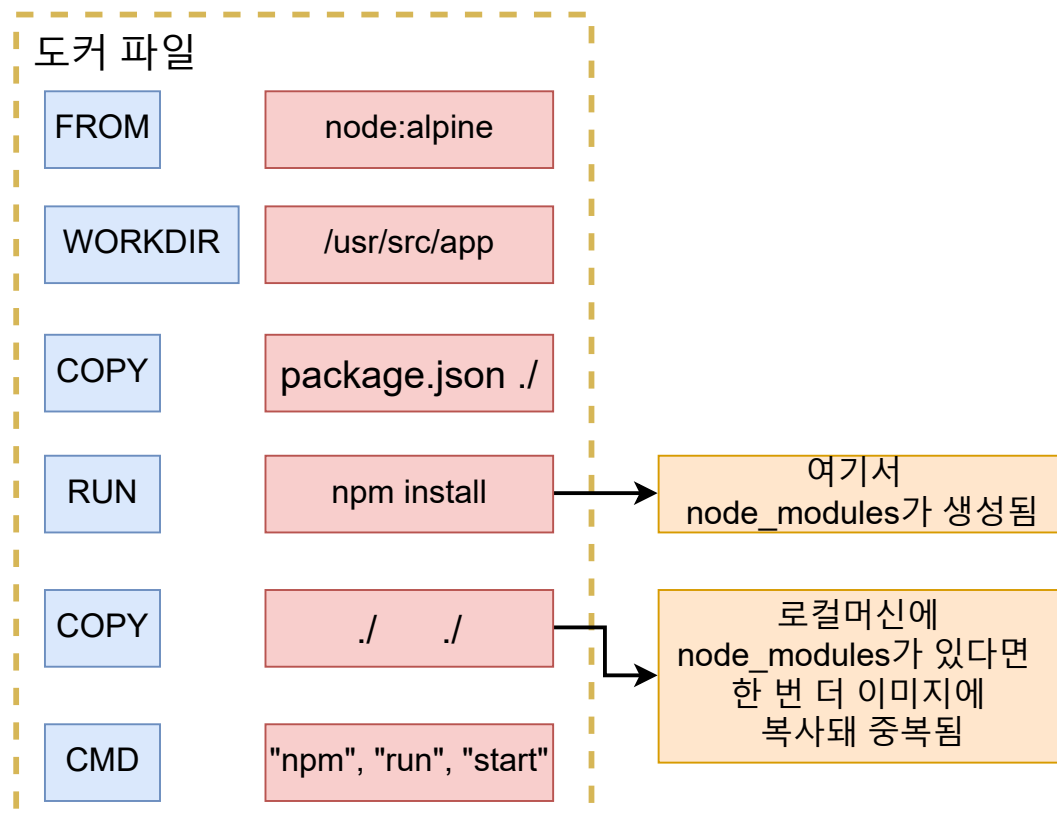 도커 파일
FROM node:alpine
WORKDIR /usr/src/app
COPY package.json ./
RUN npm install
여기서
node_modules가 생성됨
COPY ./ ./
로컬머신에
node_modules가 있다면
한 번 더 이미지에
복사돼 중복됨
CMD "npm", "run", "start"